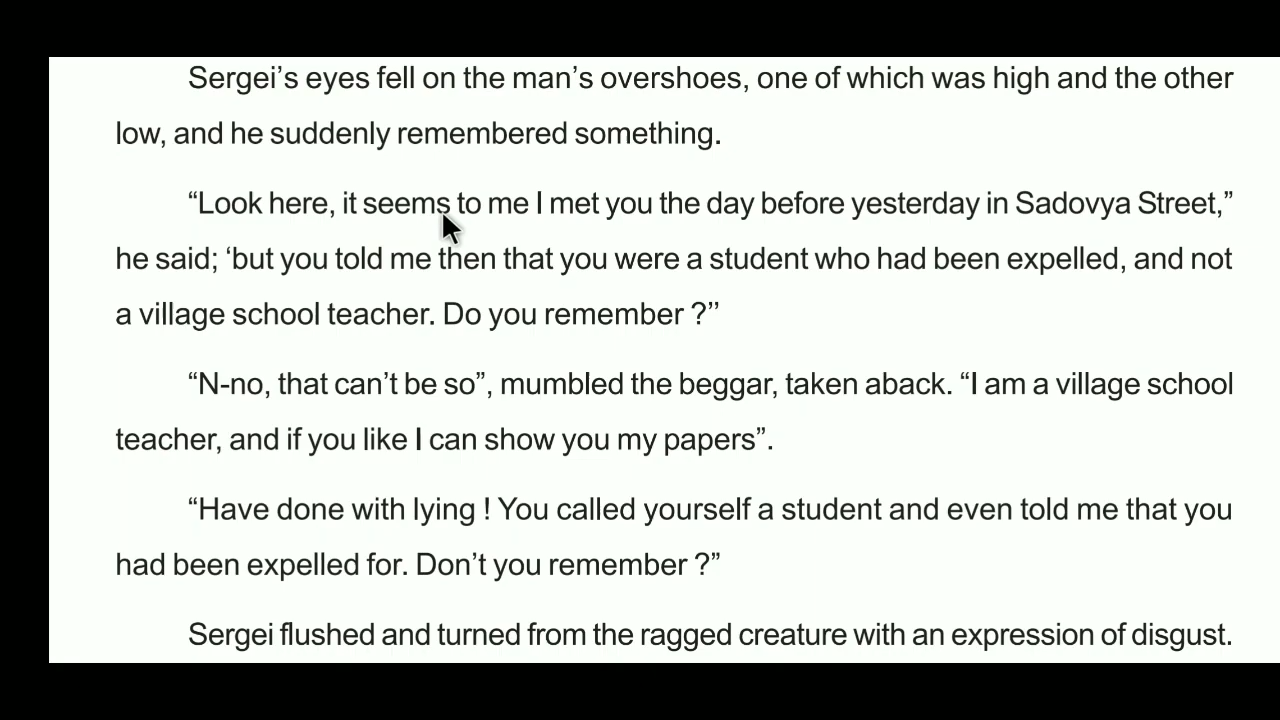 Sergei’s eyes fell on the man’s overshoes, one of which was high and the other
low, and he suddenly remembered something.
“Look here, it seems to me I met you the day before yesterday in Sadovya Street,”
he said; ‘but you told me then that you were a student who had been expelled, and not
a village school teacher. Do you remember ?’’
“N-no, that can’t be so”, mumbled the beggar, taken aback. “I am a village school
teacher, and if you like I can show you my papers”.
“Have done with lying ! You called yourself a student and even told me that you
had been expelled for. Don’t you remember ?”
Sergei flushed and turned from the ragged creature with an expression of disgust.